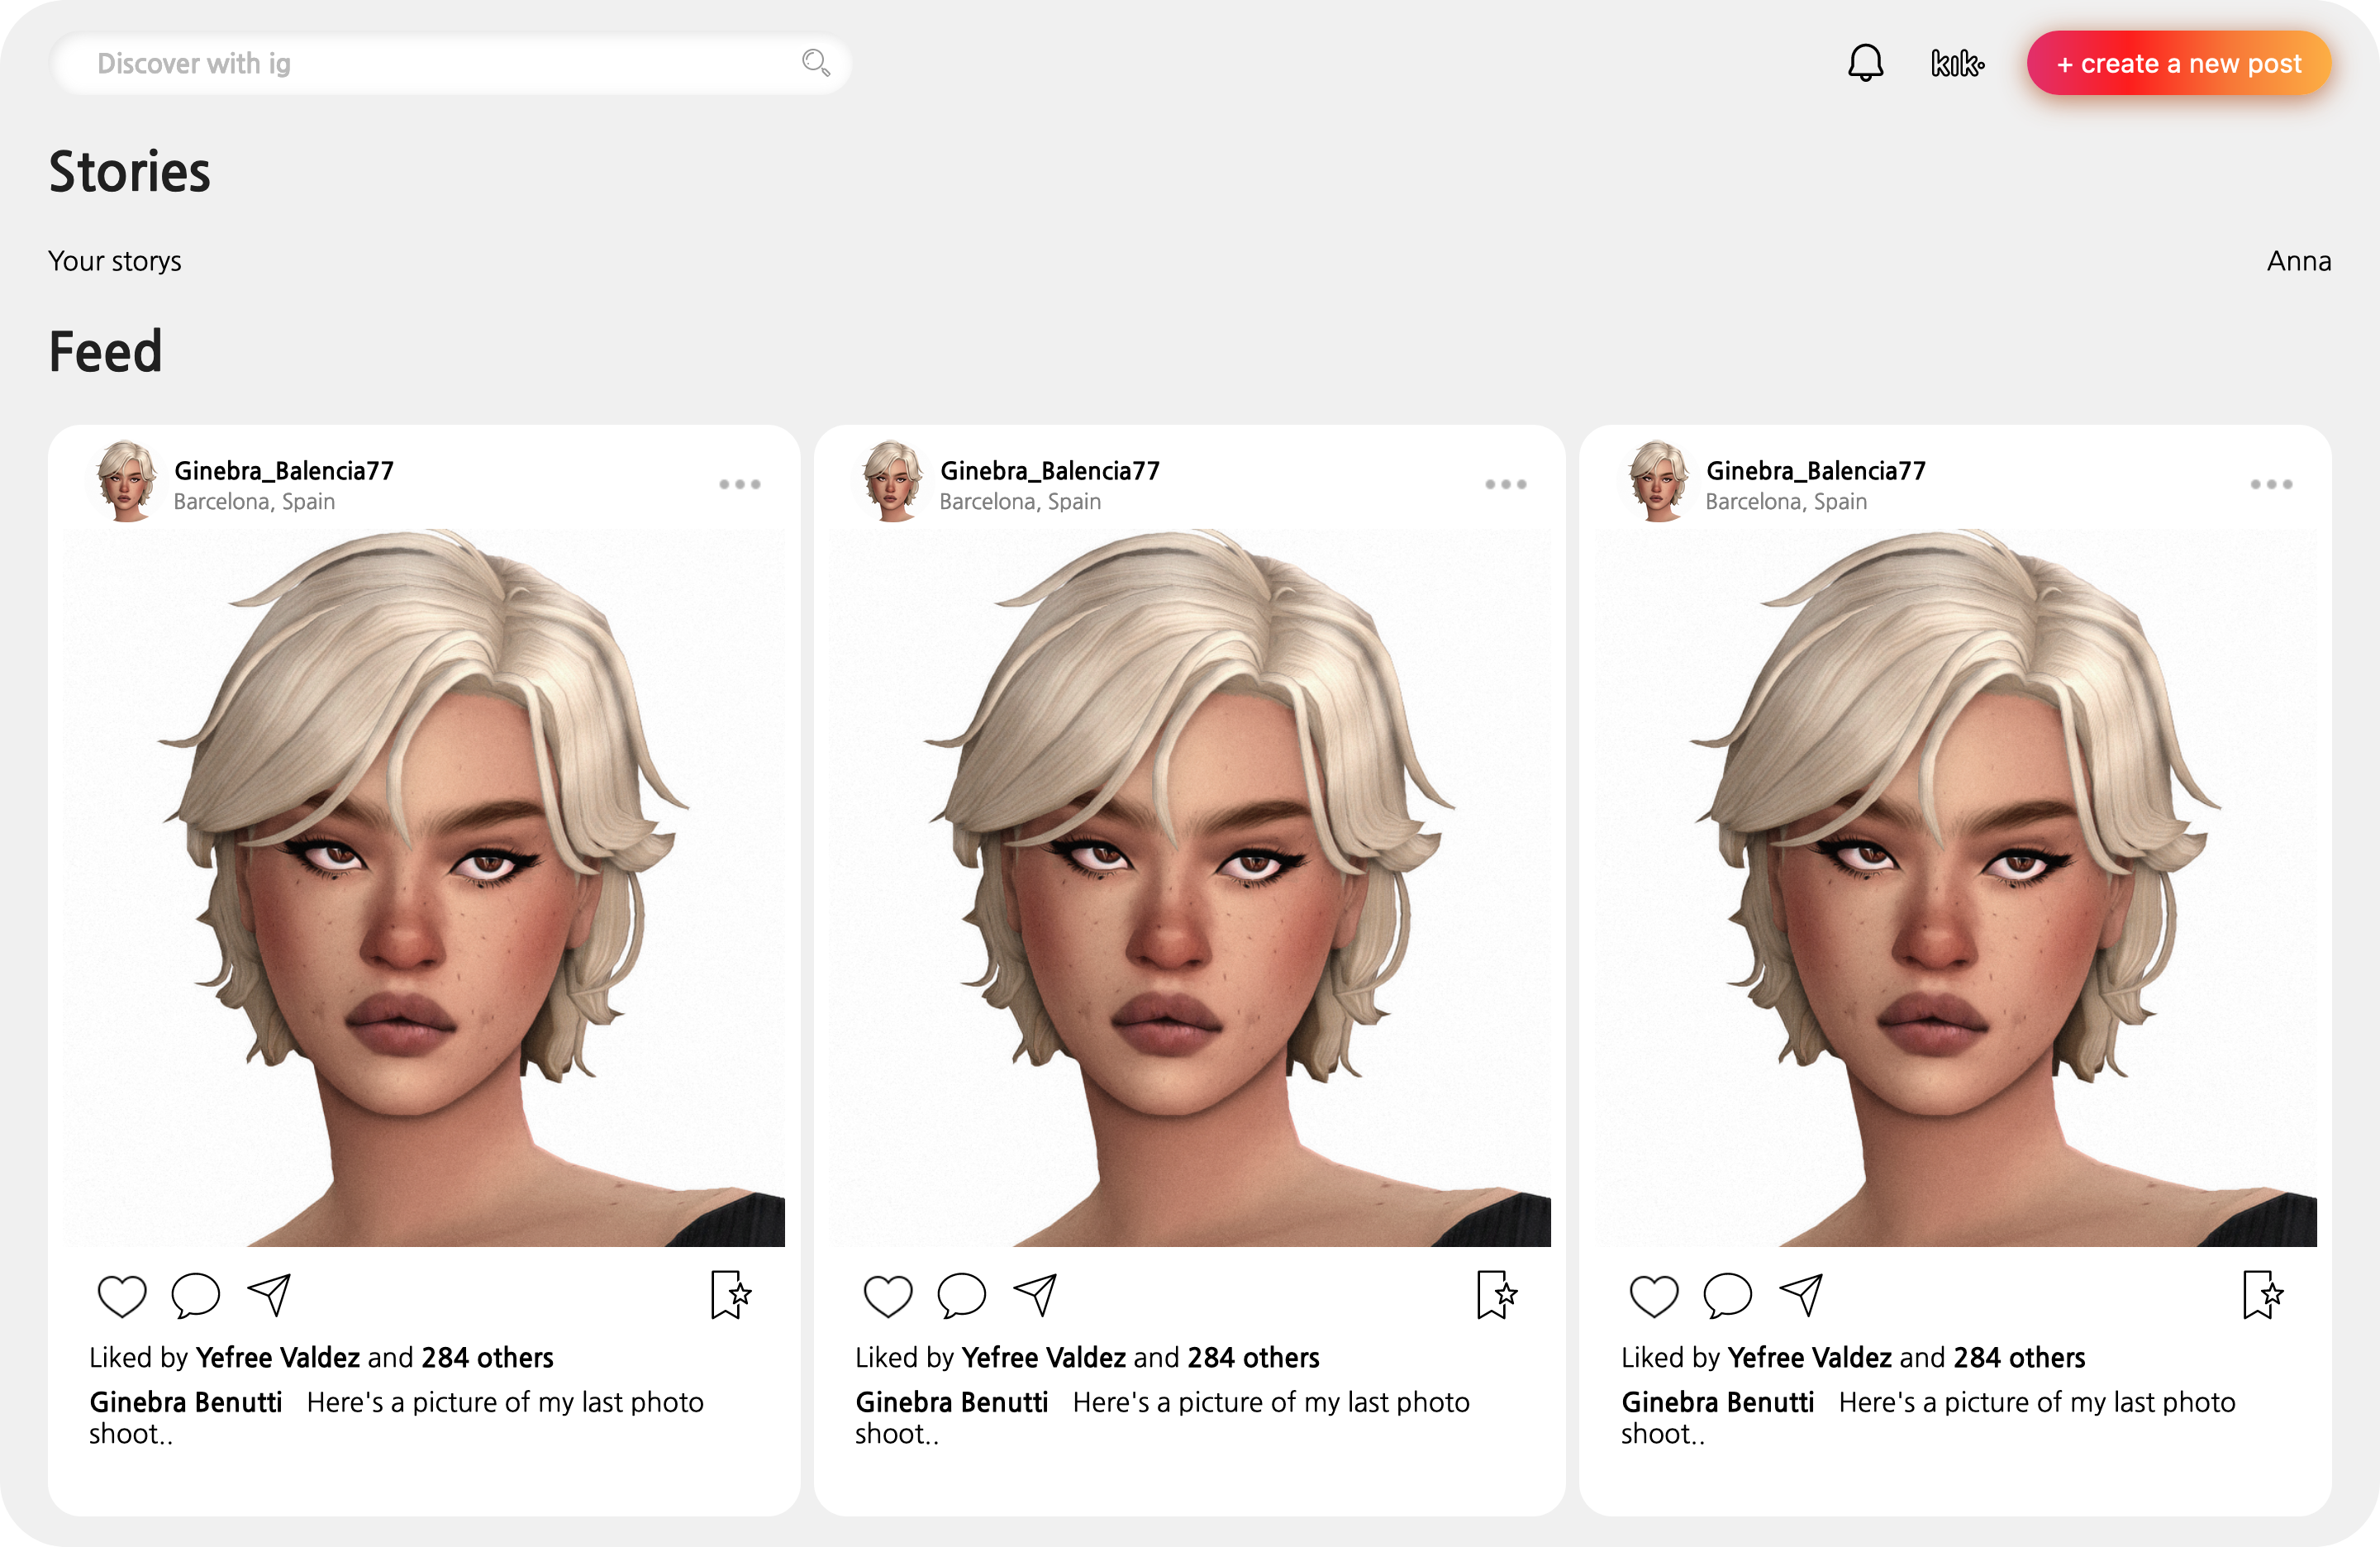 Discover with ig
kik
+ create a new post
Stories
Your storys
Anna
Feed
Ginebra_Balencia77
Barcelona, Spain
Liked by Yefree Valdez and 284 others
Ginebra Benutti Here's a picture of my last photo
shoot..
Ginebra_Balencia77
Barcelona, Spain
Liked by Yefree Valdez and 284 others
Ginebra Benutti Here's a picture of my last photo
shoot..
Ginebra_Balencia77
Barcelona, Spain
Liked by Yefree Valdez and 284 others
Ginebra Benutti Here's a picture of my last photo
shoot..